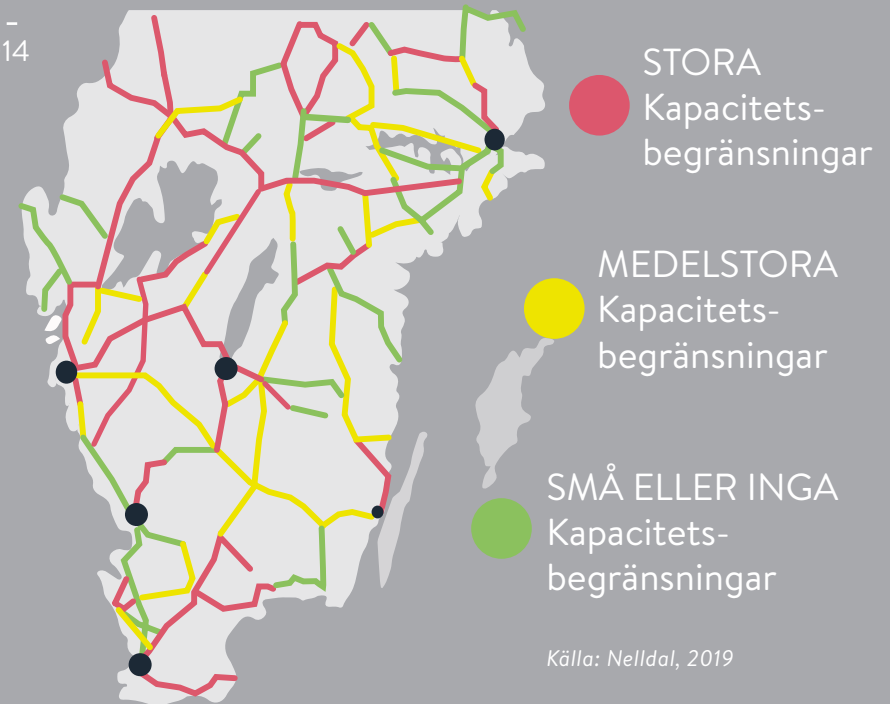 –
14
STORA
Kapacitets-
begränsningar
MEDELSTORA
Kapacitets-
begränsningar
SMÅ ELLER INGA
Kapacitets-
begränsningar
Källa: Nelldal, 2019